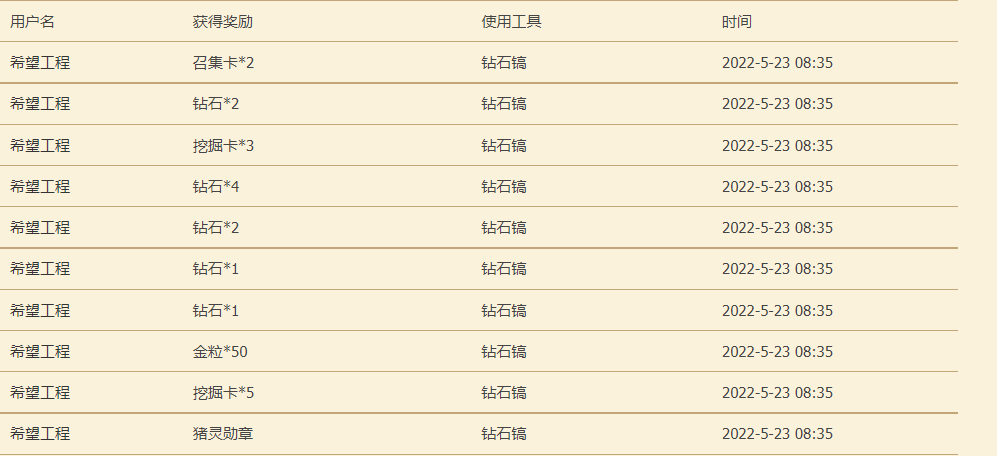 用户名 获得奖励 使用工具 时间
希望工程 召集卡*2 钻石镐 2022-5-23 08:35
希望工程 钻石*2 钻石镐 2022-5-23 08:35
希望工程 挖掘卡*3 钻石镐 2022-5-23 08:35
希望工程 钻石*4 钻石镐 2022-5-23 08:35
希望工程 钻石*2 钻石镐 2022-5-23 08:35
希望工程 钻石*1 钻石镐 2022-5-23 08:35
希望工程 钻石*1 钻石镐 2022-5-23 08:35
希望工程 金粒*50 钻石镐 2022-5-23 08:35
希望工程 挖掘卡*5 钻石镐 2022-5-23 08:35
希望工程 猪灵勋章 钻石镐 2022-5-23 08:35